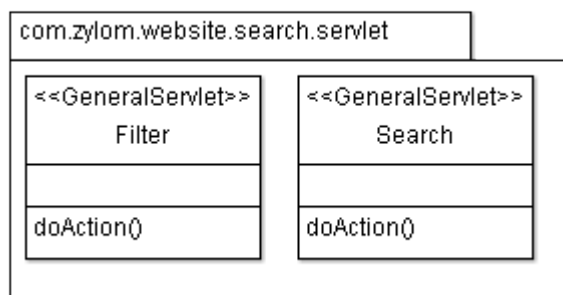 com.zylom.website.search.servlet
<<GeneralServlet>>
Filter
doAction()
<<GeneralServlet>>
Search
doAction()